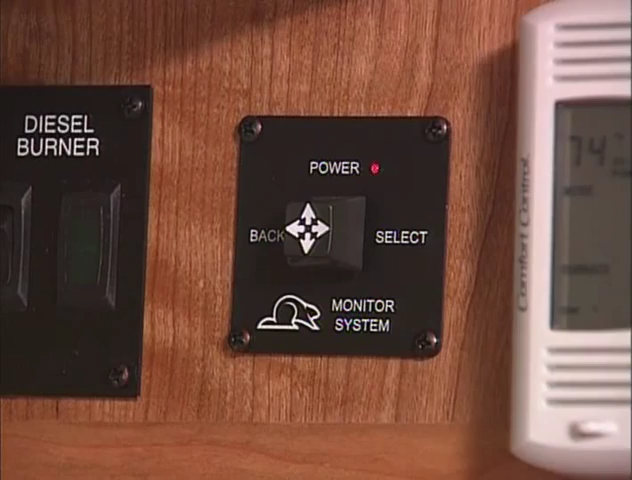 DIESEL
BURNER
POWER
BACK
SELECT
MONITOR
SYSTEM
Comfort Control
74